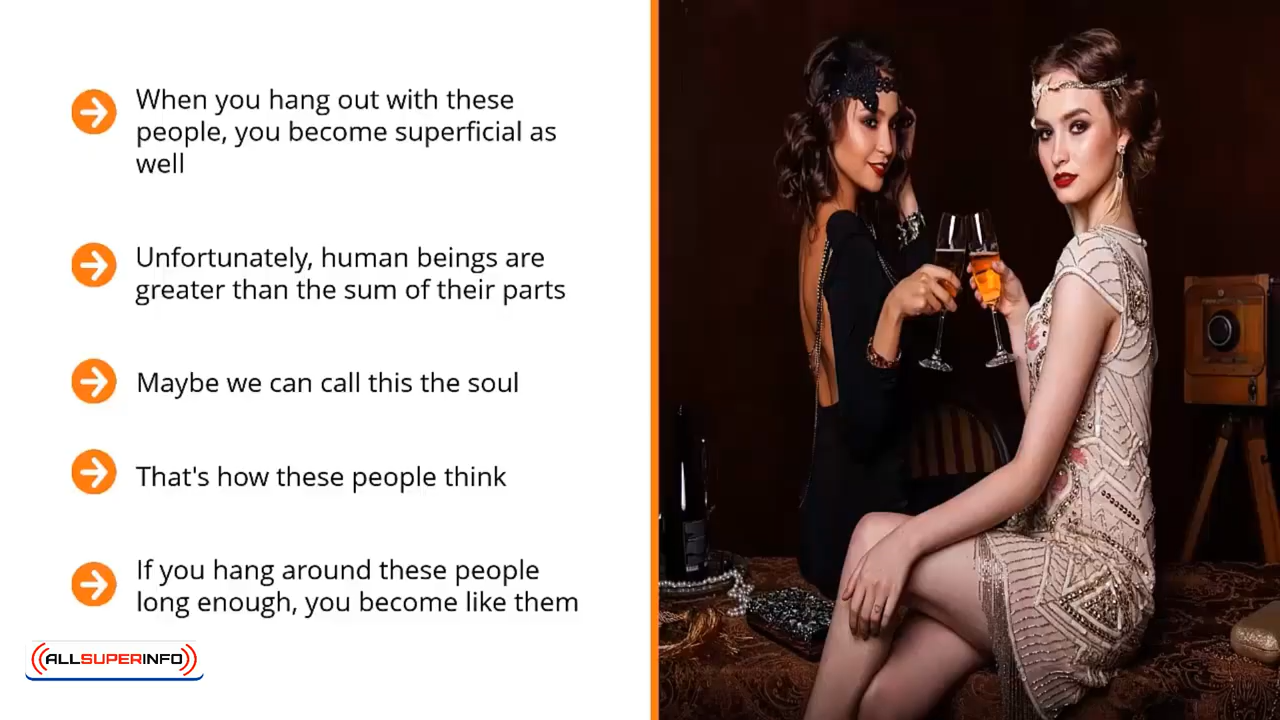 When you hang out with these
people, you become superficial as
well
Unfortunately, human beings are
greater than the sum of their parts
Maybe we can call this the soul
That's how these people think
If you hang around these people
long enough, you become like them
ALLSUPERINFO